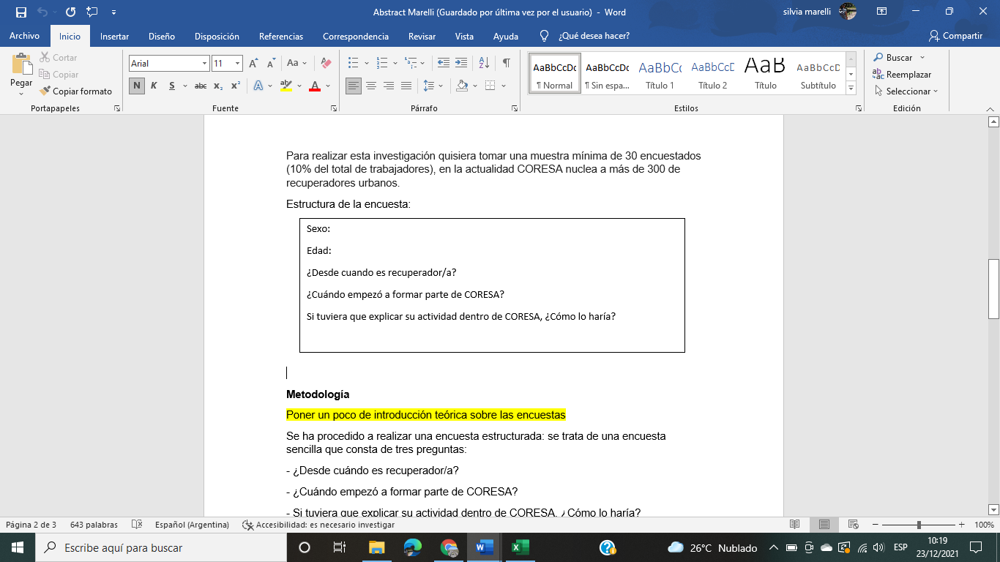 Abstract Marelli (Guardado por última vez por el usuario) - Word
silvia marelli
Archivo Inicio Insertar Diseño Disposición Referencias Correspondencia Revisar Vista Ayuda ¿Qué desea hacer? Compartir
Pegar
Cortar
Copiar
Copiar formato
Portapapeles
Arial 11
N K S abc x₂ x²
Fuente
Párrafo
AaBbCcDc AaBbCcDc AaBbCc AaBbCcD AaB AaBbCcD
¶ Normal ¶ Sin espa... Título 1 Título 2 Título Subtítulo
Estilos
Buscar
Reemplazar
Seleccionar
Edición
Para realizar esta investigación quisiera tomar una muestra mínima de 30 encuestados
(10% del total de trabajadores), en la actualidad CORESA nuclea a más de 300 de
recuperadores urbanos.
Estructura de la encuesta:
Sexo:
Edad:
¿Desde cuando es recuperador/a?
¿Cuándo empezó a formar parte de CORESA?
Si tuviera que explicar su actividad dentro de CORESA, ¿Cómo lo haría?
Metodología
Poner un poco de introducción teórica sobre las encuestas
Se ha procedido a realizar una encuesta estructurada: se trata de una encuesta
sencilla que consta de tres preguntas:
- ¿Desde cuándo es recuperador/a?
- ¿Cuándo empezó a formar parte de CORESA?
- Si tuviera que explicar su actividad dentro de CORESA, ¿Cómo lo haría?
Página 2 de 3 643 palabras Español (Argentina) Accesibilidad: es necesario investigar 100%
Escribe aquí para buscar
26°C Nublado
ESP
10:19
23/12/2021